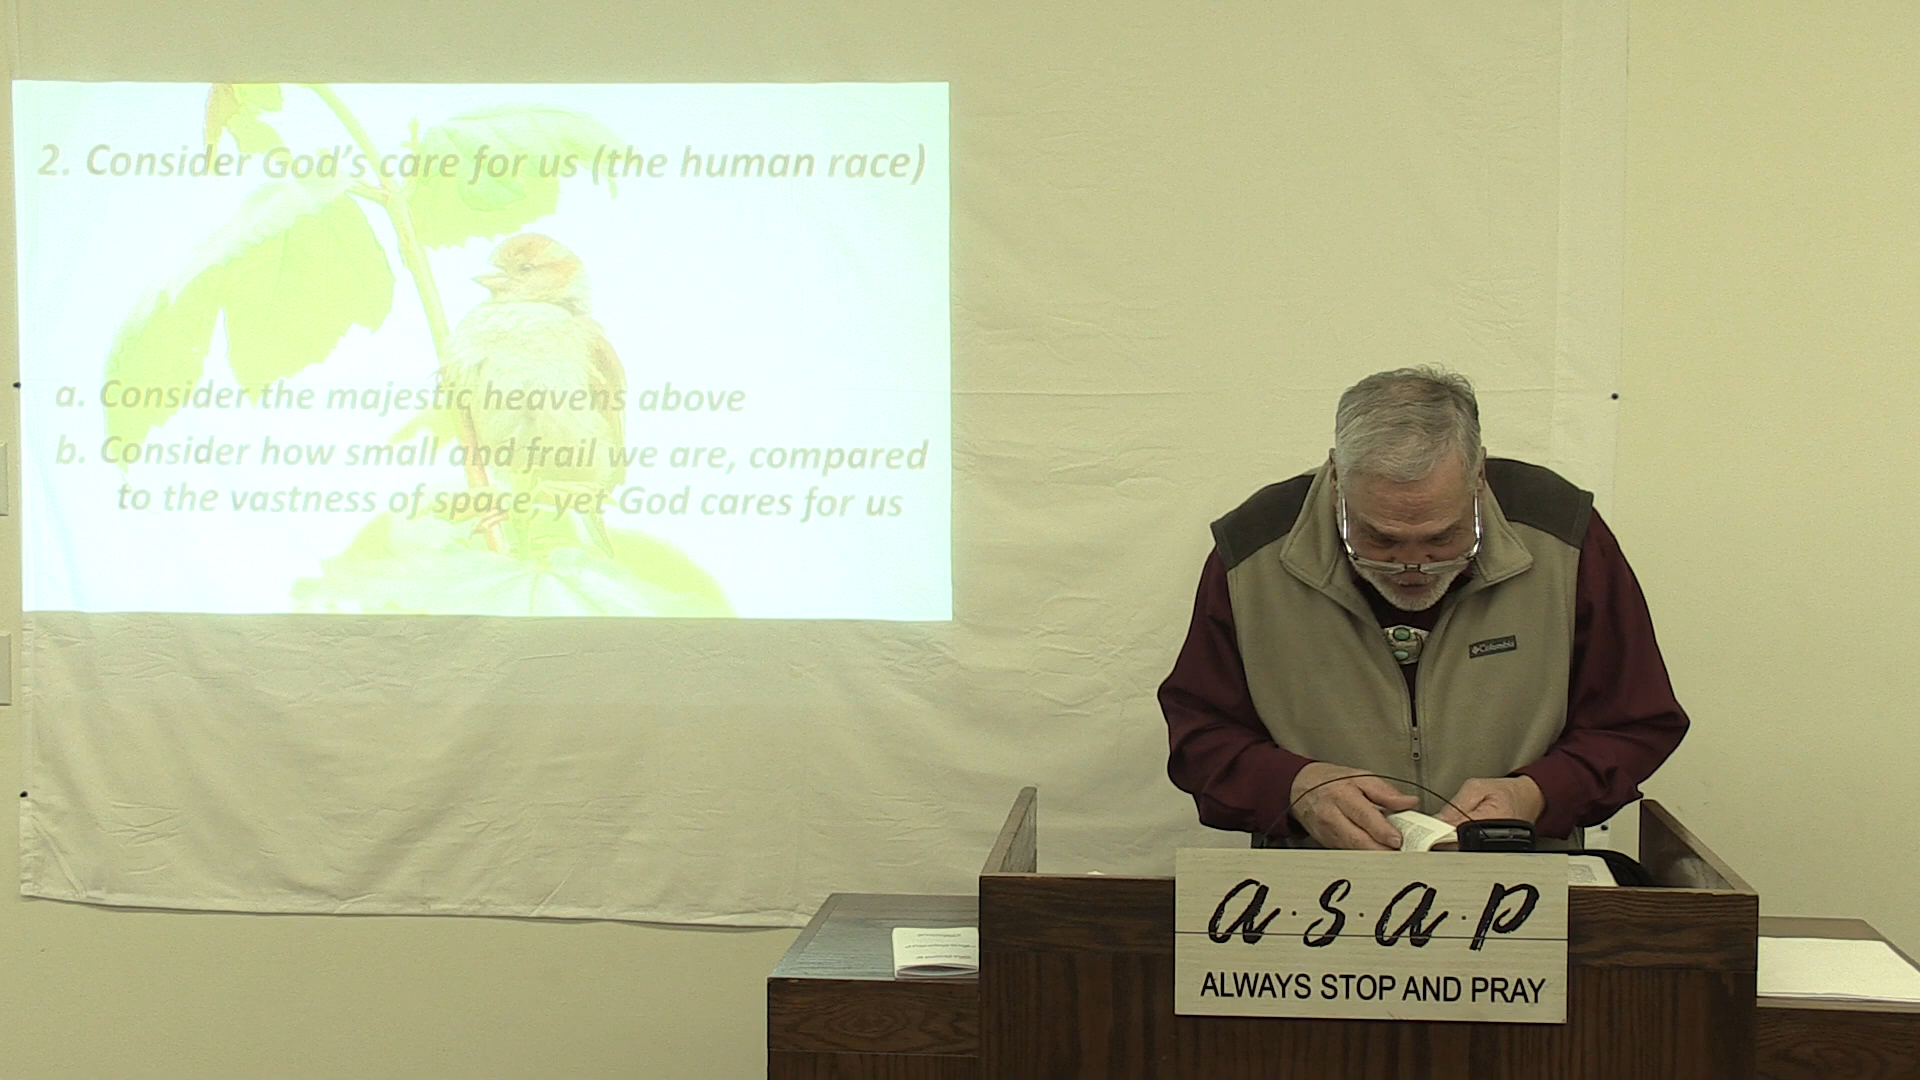 2. Consider God's care for us (the human race)
a. Consider the majestic heavens above
b. Consider how small and frail we are, compared
to the vastness of space, yet God cares for us
Columbia
a.s.a.p
ALWAYS STOP AND PRAY